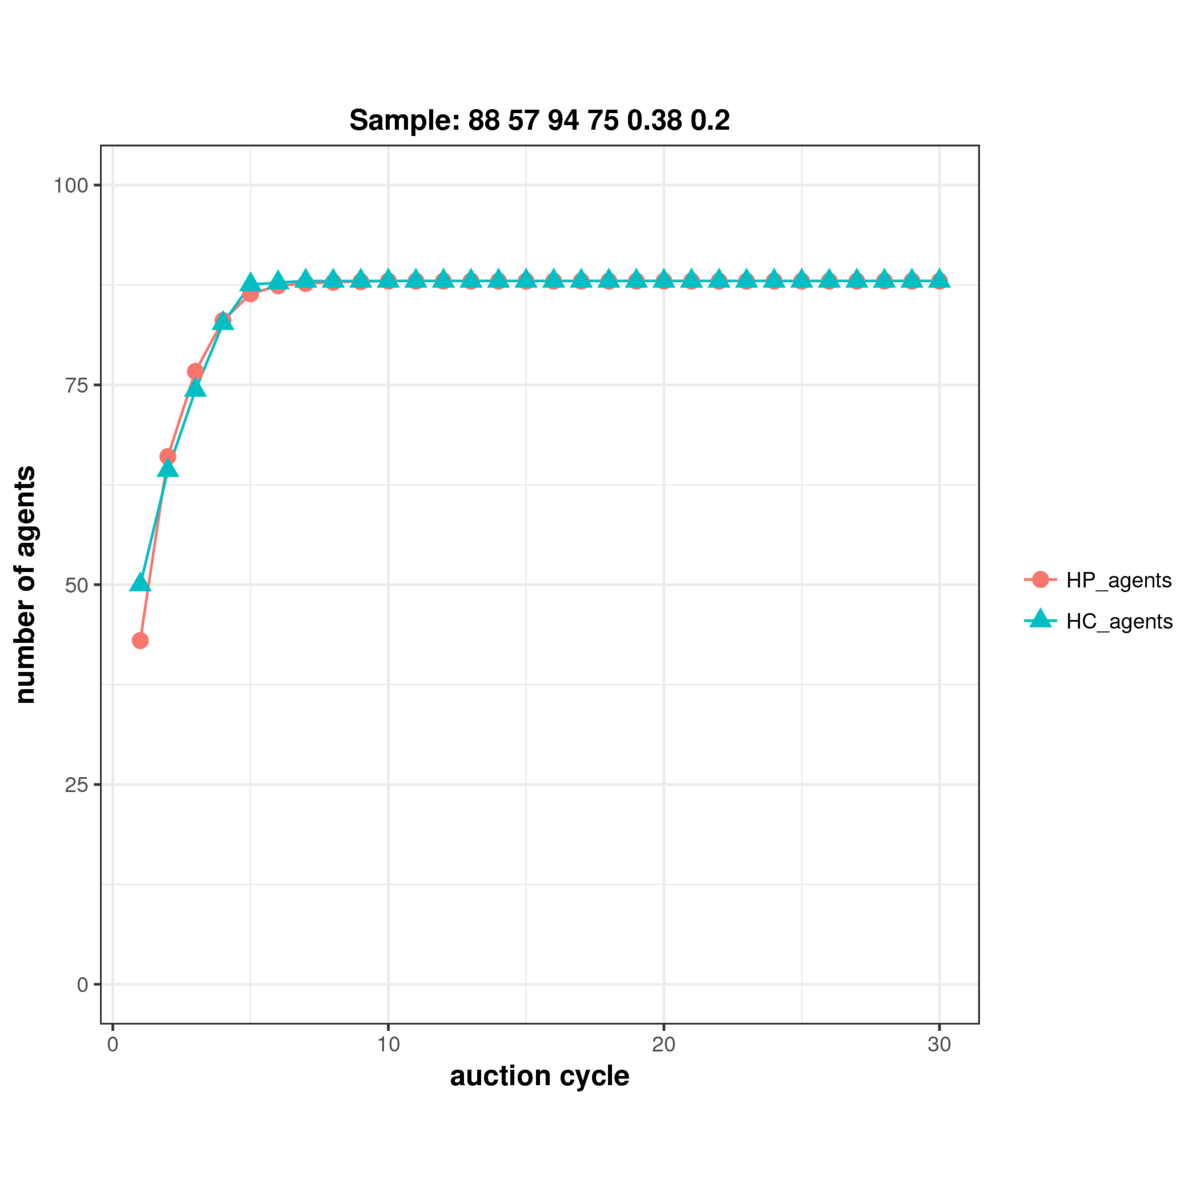 Sample: 88 57 94 75 0.38 0.2
100
75
50
25
0
number of agents
0 10 20 30
auction cycle
HP_agents
HC_agents